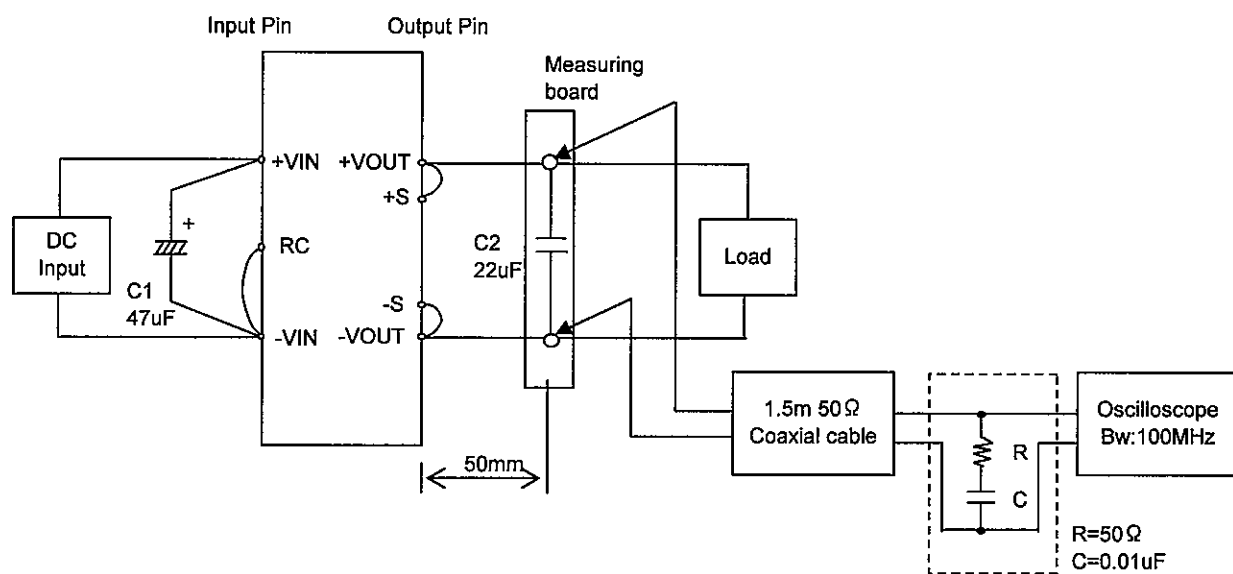 Input Pin
Output Pin
Measuring
board
+VIN
+VOUT
+S
DC
Input
+
C1
47uF
RC
C2
22uF
Load
-S
-VIN
-VOUT
50mm
1.5m 50Ω
Coaxial cable
R
C
Oscilloscope
Bw:100MHz
R=50Ω
C=0.01uF